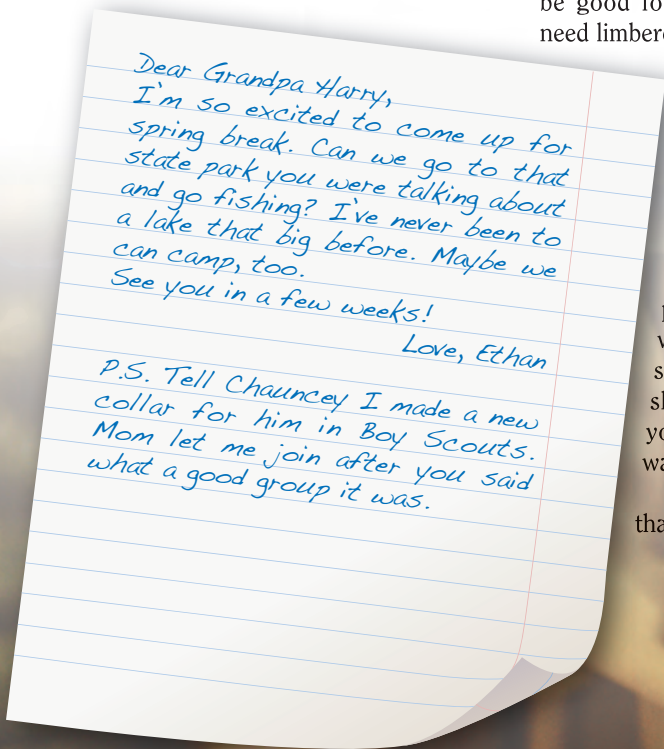 be good fo
need limber
Dear Grandpa Harry,
I'm so excited to come up for
spring break. Can we go to that
state park you were talking about
and go fishing? I've never been to
a lake that big before. Maybe we
can camp, too.
See you in a few weeks!
Love, Ethan
P.S. Tell Chauncey I made a new
collar for him in Boy Scouts.
Mom let me join after you said
what a good group it was.
yo
wa
tha